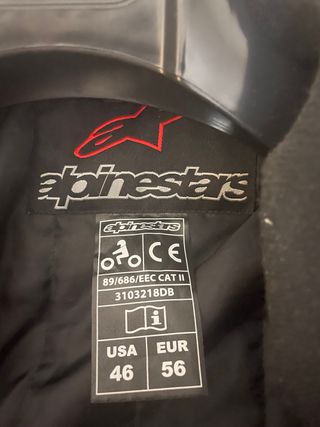 alpinestars
alpinestars
CE
89/686/EEC CAT II
3103218DB
i
USA EUR
46 56